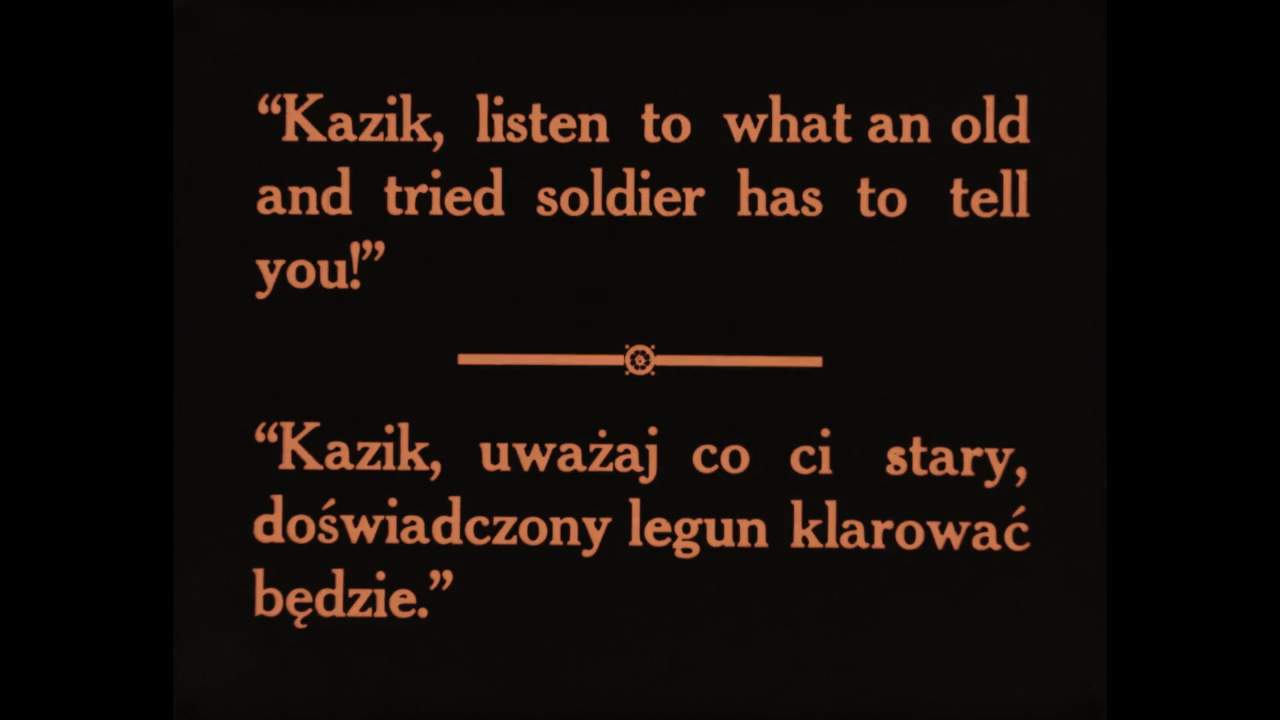 “Kazik, listen to what an old
and tried soldier has to tell
you!”
“Kazik, uważaj co ci stary,
doświadczony legun klarować
będzie.”